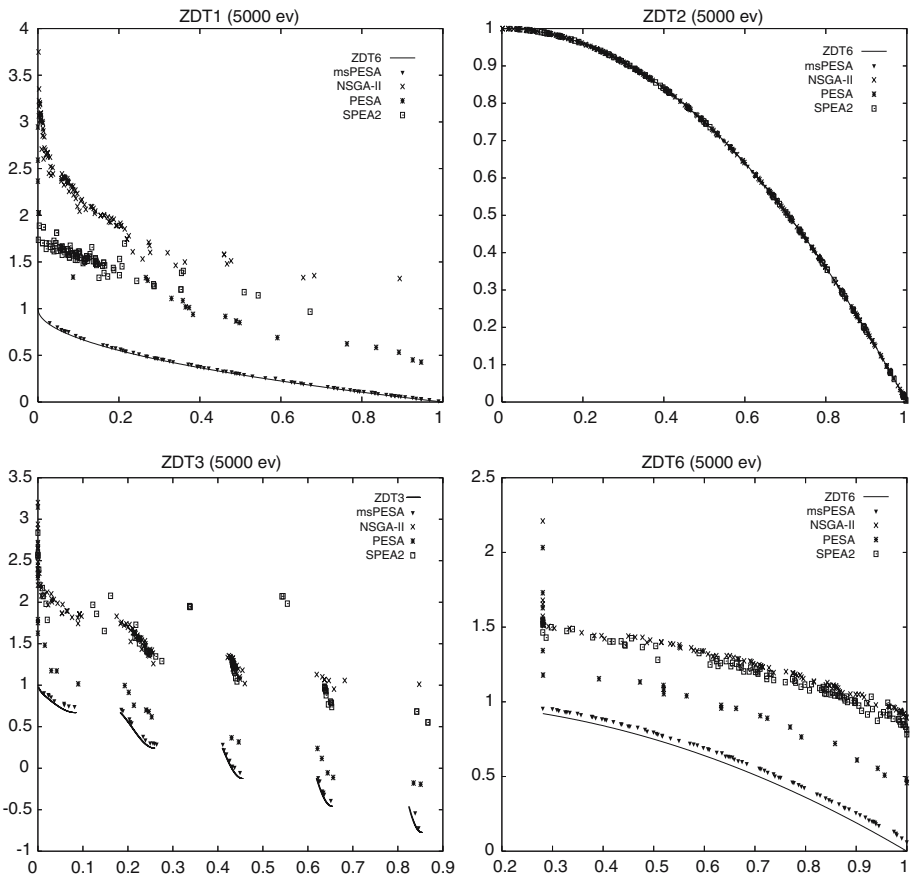 ZDT1 (5000 ev)
4
3.5
3
2.5
2
1.5
1
0.5
0
0
0.2
0.4
0.6
0.8
1
ZDT6
msPESA
NSGA-II
PESA
SPEA2
ZDT2 (5000 ev)
1
0.9
0.8
0.7
0.6
0.5
0.4
0.3
0.2
0.1
0
0
0.2
0.4
0.6
0.8
1
ZDT6
msPESA
NSGA-II
PESA
SPEA2
ZDT3 (5000 ev)
3.5
3
2.5
2
1.5
1
0.5
0
-0.5
-1
0
0.1
0.2
0.3
0.4
0.5
0.6
0.7
0.8
0.9
ZDT3
msPESA
NSGA-II
PESA
SPEA2
ZDT6 (5000 ev)
2.5
2
1.5
1
0.5
0
0.2
0.3
0.4
0.5
0.6
0.7
0.8
0.9
1
ZDT6
msPESA
NSGA-II
PESA
SPEA2